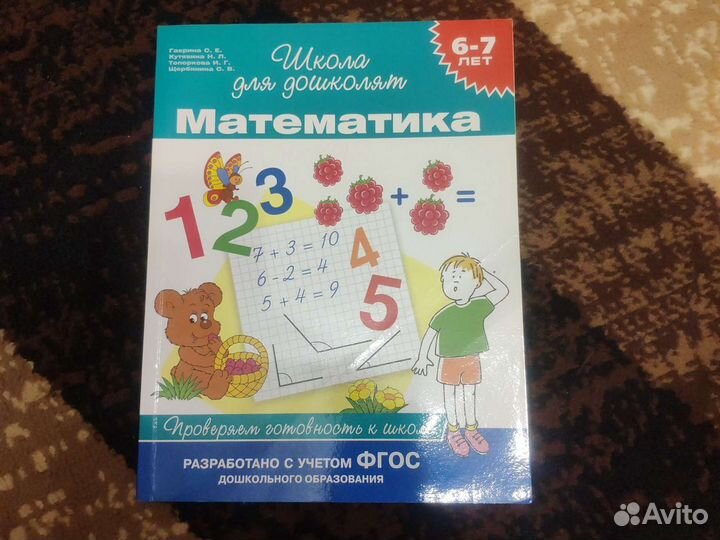 Гаврина С. Е.
Кутявина Н. Л.
Топоркова И. Г.
Щербинина С. В.
Школа
для дошколят
6-7
ЛЕТ
Математика
1 2 3
+ =
7 + 3 = 10
6 - 2 = 4
5 + 4 = 9
4
5
Проверяем готовность к школе
РАЗРАБОТАНО С УЧЕТОМ ФГОС
ДОШКОЛЬНОГО ОБРАЗОВАНИЯ
Avito